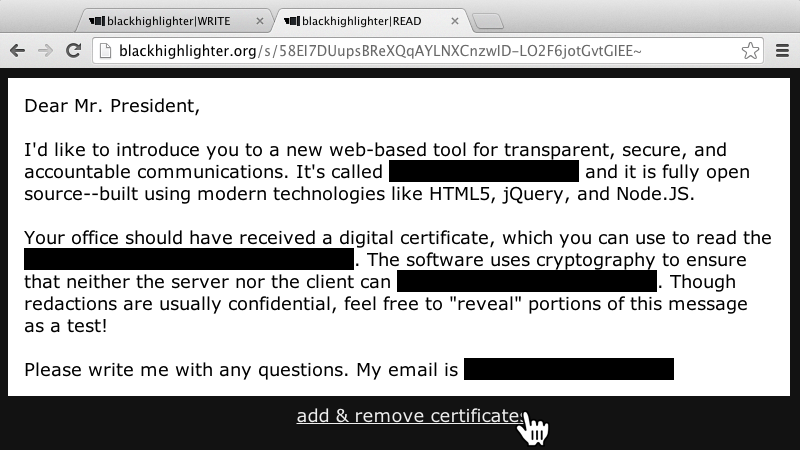 blackhighlighter|WRITE
blackhighlighter|READ
blackhighlighter.org/s/58EI7DUupsBReXQqAYLNXCnzwID-LO2F6jotGvtGIEE~
Dear Mr. President,
I'd like to introduce you to a new web-based tool for transparent, secure, and
accountable communications. It's called and it is fully open
source--built using modern technologies like HTML5, jQuery, and Node.JS.
Your office should have received a digital certificate, which you can use to read the
. The software uses cryptography to ensure
that neither the server nor the client can . Though
redactions are usually confidential, feel free to "reveal" portions of this message
as a test!
Please write me with any questions. My email is
add & remove certificates